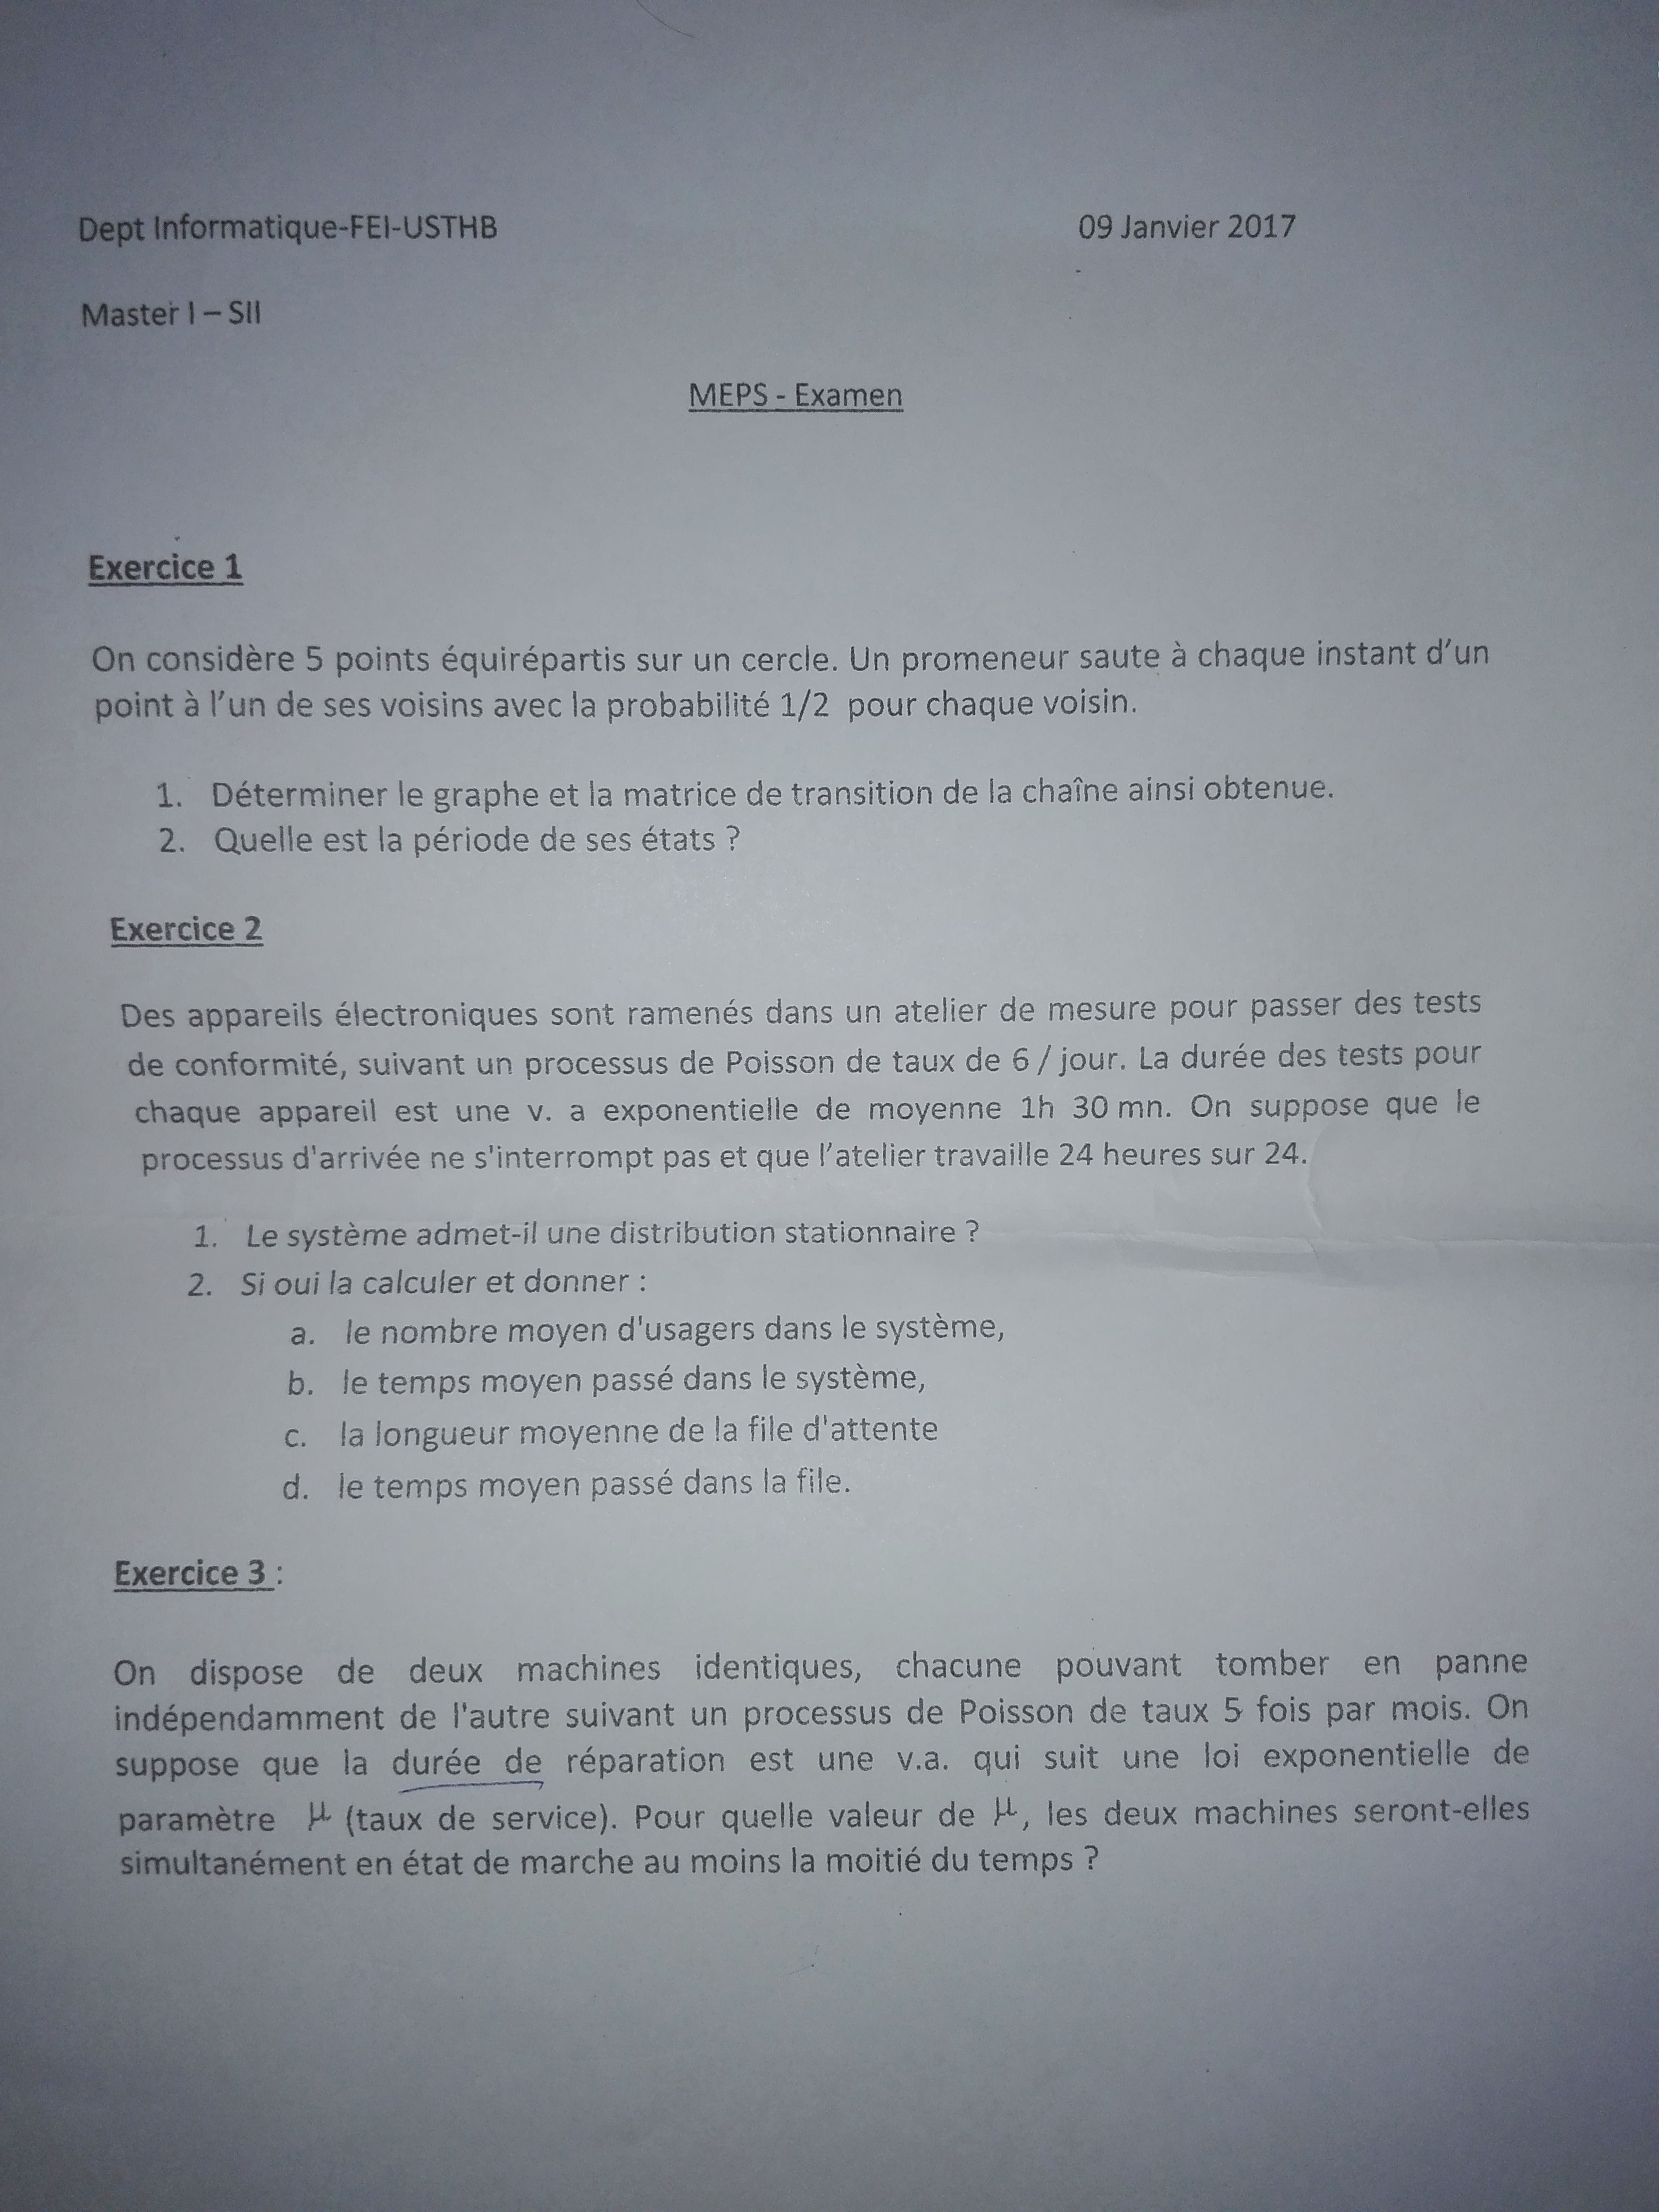 Dept Informatique-FEI-USTHB 09 Janvier 2017
Master I – SII
MEPS - Examen
Exercice 1
On considère 5 points équirépartis sur un cercle. Un promeneur saute à chaque instant d’un
point à l’un de ses voisins avec la probabilité 1/2 pour chaque voisin.
1. Déterminer le graphe et la matrice de transition de la chaîne ainsi obtenue.
2. Quelle est la période de ses états ?
Exercice 2
Des appareils électroniques sont ramenés dans un atelier de mesure pour passer des tests
de conformité, suivant un processus de Poisson de taux de 6 / jour. La durée des tests pour
chaque appareil est une v. a exponentielle de moyenne 1h 30 mn. On suppose que le
processus d'arrivée ne s'interrompt pas et que l’atelier travaille 24 heures sur 24.
1. Le système admet-il une distribution stationnaire ?
2. Si oui la calculer et donner :
a. le nombre moyen d'usagers dans le système,
b. le temps moyen passé dans le système,
c. la longueur moyenne de la file d'attente
d. le temps moyen passé dans la file.
Exercice 3 :
On dispose de deux machines identiques, chacune pouvant tomber en panne
indépendamment de l'autre suivant un processus de Poisson de taux 5 fois par mois. On
suppose que la durée de réparation est une v.a. qui suit une loi exponentielle de
paramètre μ (taux de service). Pour quelle valeur de μ, les deux machines seront-elles
simultanément en état de marche au moins la moitié du temps ?